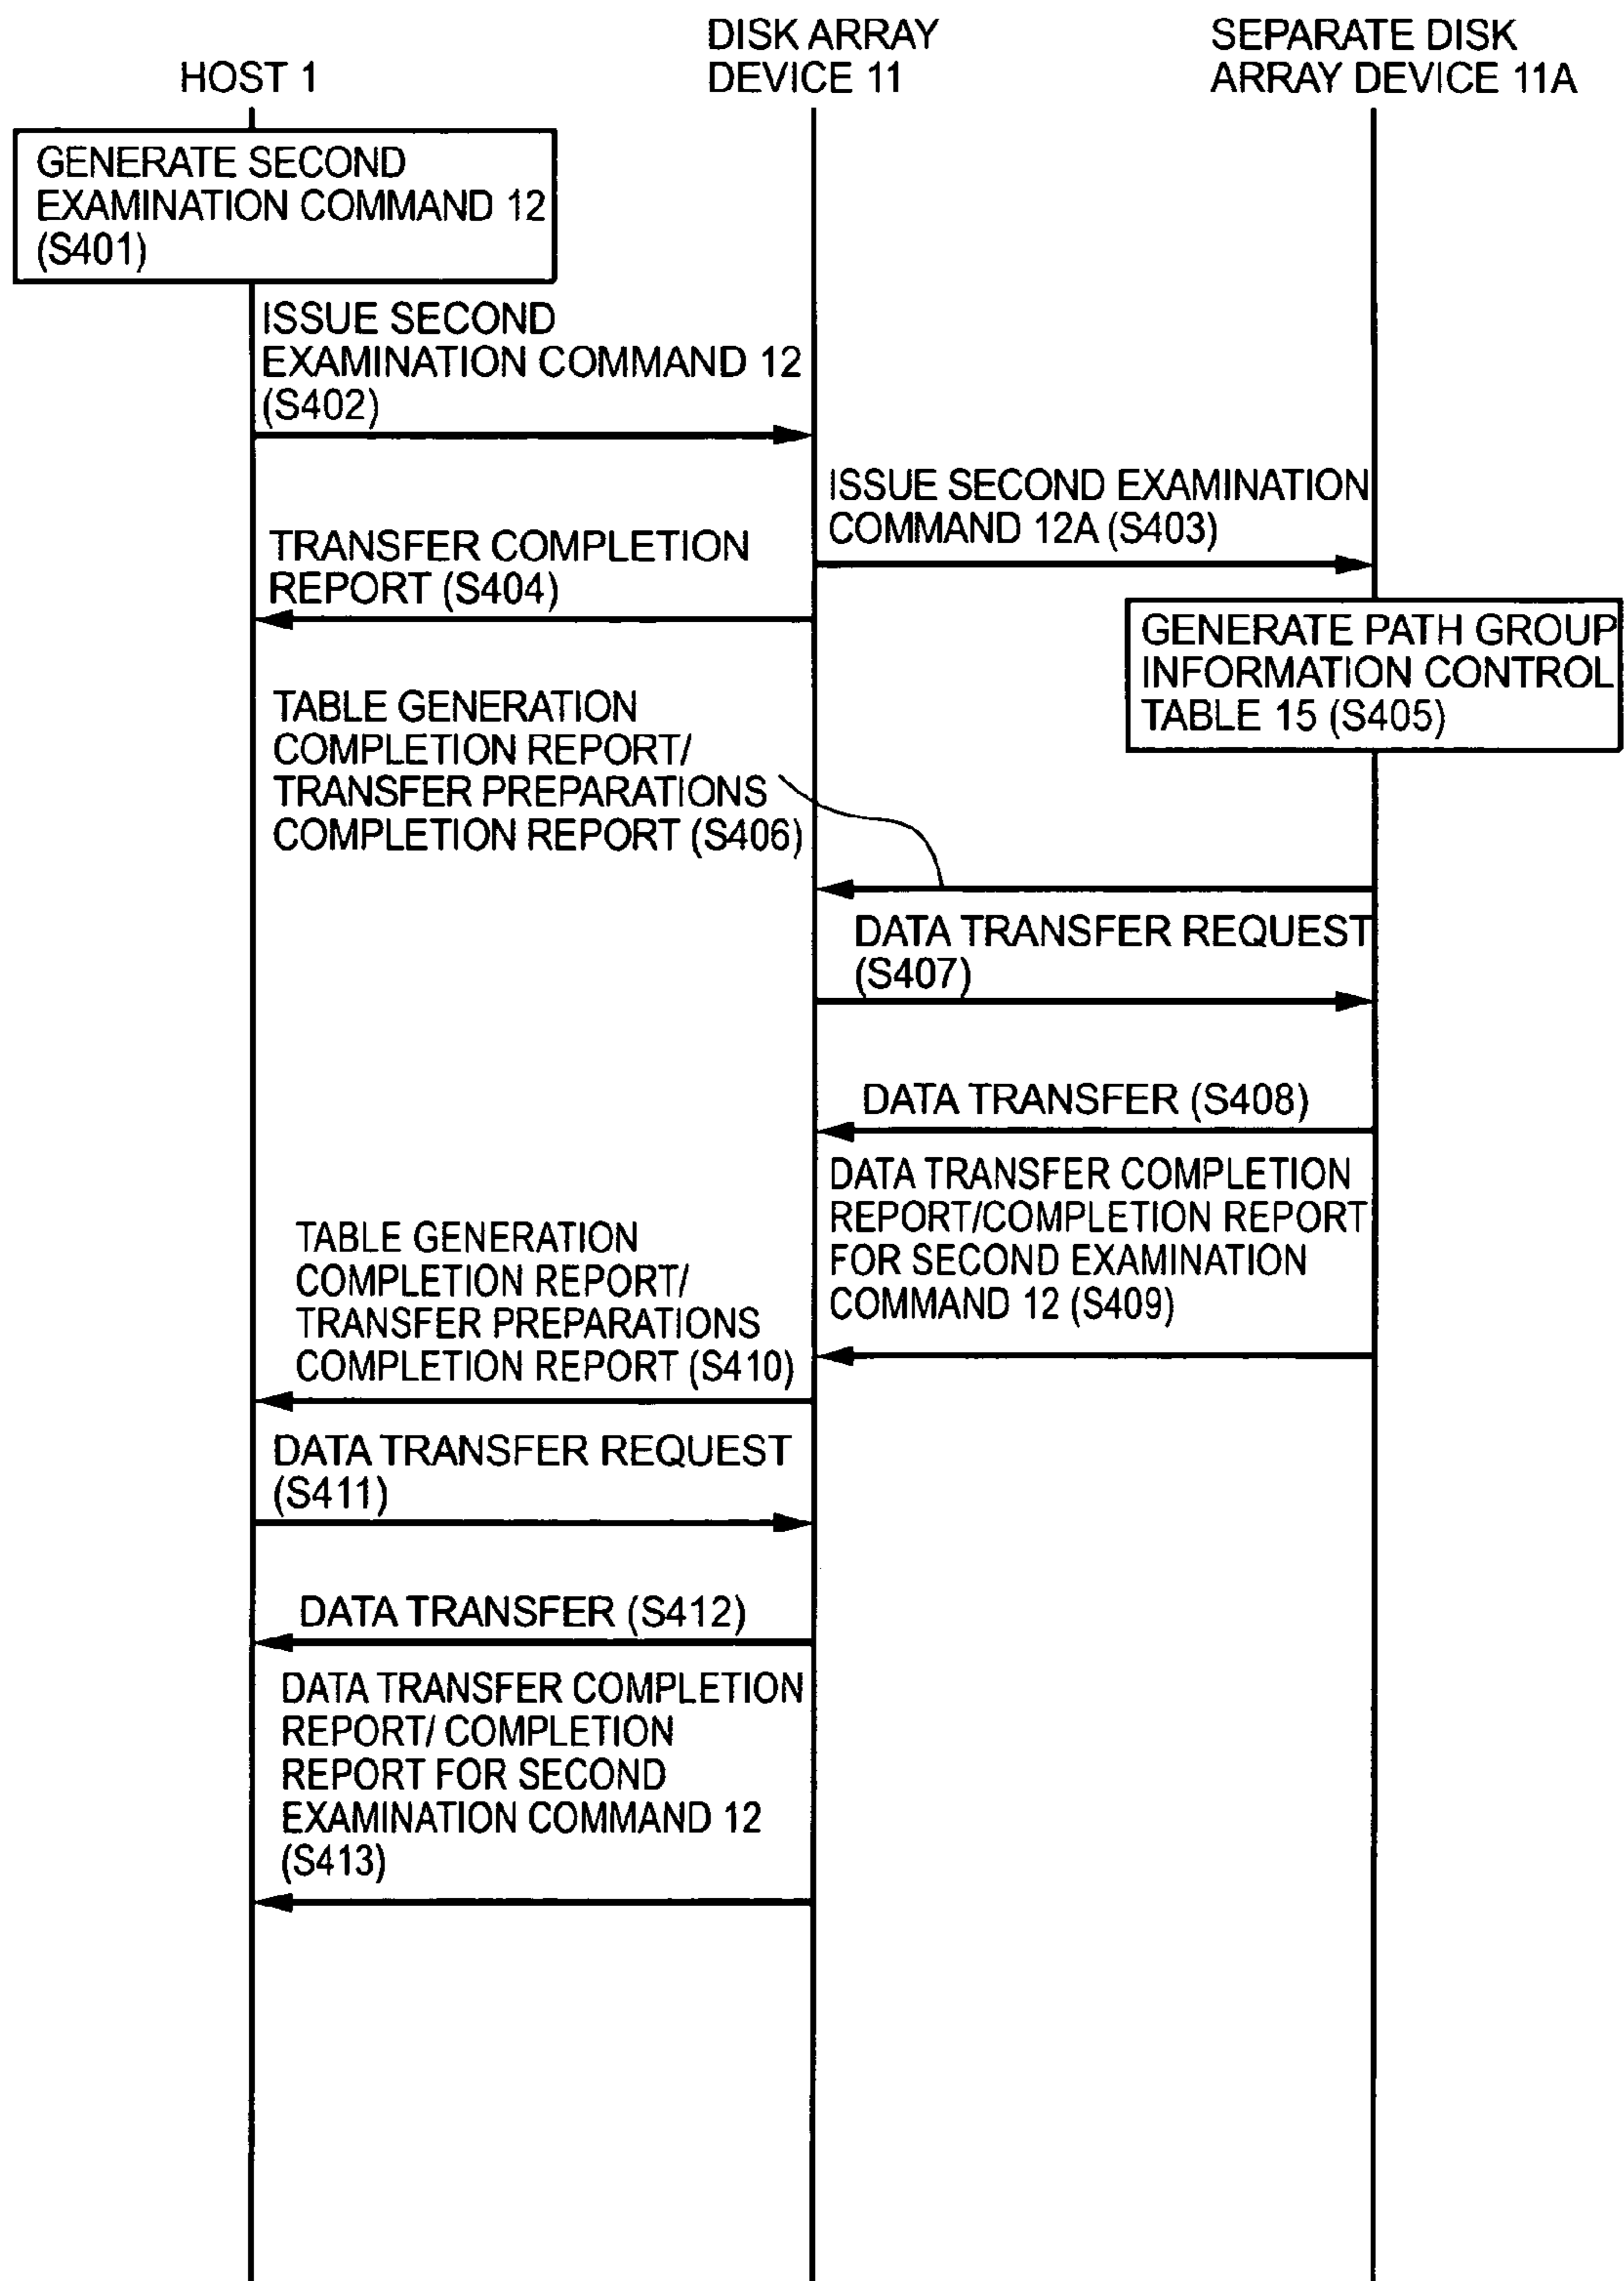 HOST 1
DISK ARRAY
DEVICE 11
SEPARATE DISK
ARRAY DEVICE 11A
GENERATE SECOND
EXAMINATION COMMAND 12
(S401)
ISSUE SECOND
EXAMINATION COMMAND 12
(S402)
ISSUE SECOND EXAMINATION
COMMAND 12A (S403)
TRANSFER COMPLETION
REPORT (S404)
GENERATE PATH GROUP
INFORMATION CONTROL
TABLE 15 (S405)
TABLE GENERATION
COMPLETION REPORT/
TRANSFER PREPARATIONS
COMPLETION REPORT (S406)
DATA TRANSFER REQUEST
(S407)
DATA TRANSFER (S408)
DATA TRANSFER COMPLETION
REPORT/COMPLETION REPORT
FOR SECOND EXAMINATION
COMMAND 12 (S409)
TABLE GENERATION
COMPLETION REPORT/
TRANSFER PREPARATIONS
COMPLETION REPORT (S410)
DATA TRANSFER REQUEST
(S411)
DATA TRANSFER (S412)
DATA TRANSFER COMPLETION
REPORT/ COMPLETION
REPORT FOR SECOND
EXAMINATION COMMAND 12
(S413)